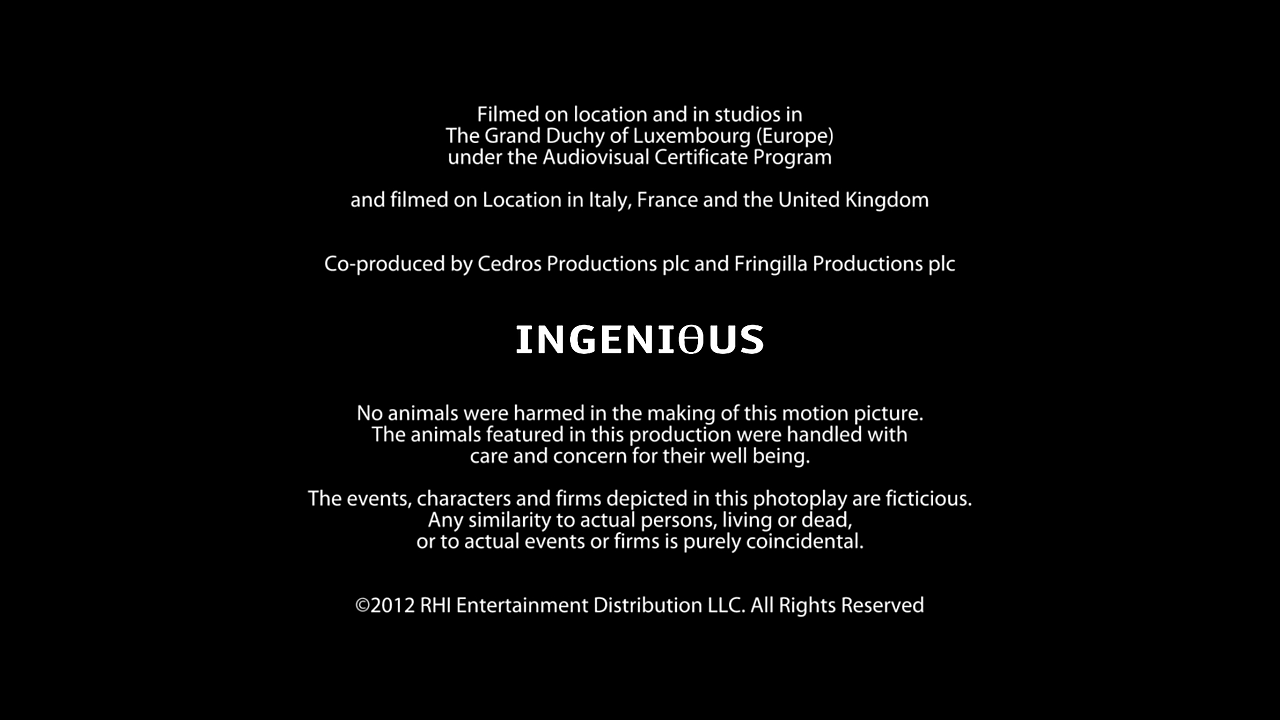 Filmed on location and in studios in
The Grand Duchy of Luxembourg (Europe)
under the Audiovisual Certificate Program
and filmed on Location in Italy, France and the United Kingdom
Co-produced by Cedros Productions plc and Fringilla Productions plc
INGENIΘUS
No animals were harmed in the making of this motion picture.
The animals featured in this production were handled with
care and concern for their well being.
The events, characters and firms depicted in this photoplay are ficticious.
Any similarity to actual persons, living or dead,
or to actual events or firms is purely coincidental.
©2012 RHI Entertainment Distribution LLC. All Rights Reserved